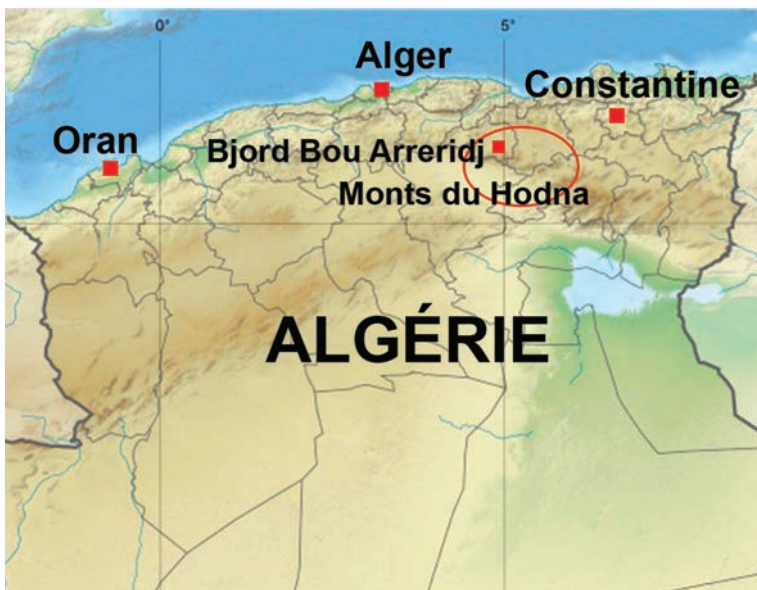 0°
5°
Alger
Constantine
Oran
Bjord Bou Arreridj
Monts du Hodna
ALGÉRIE